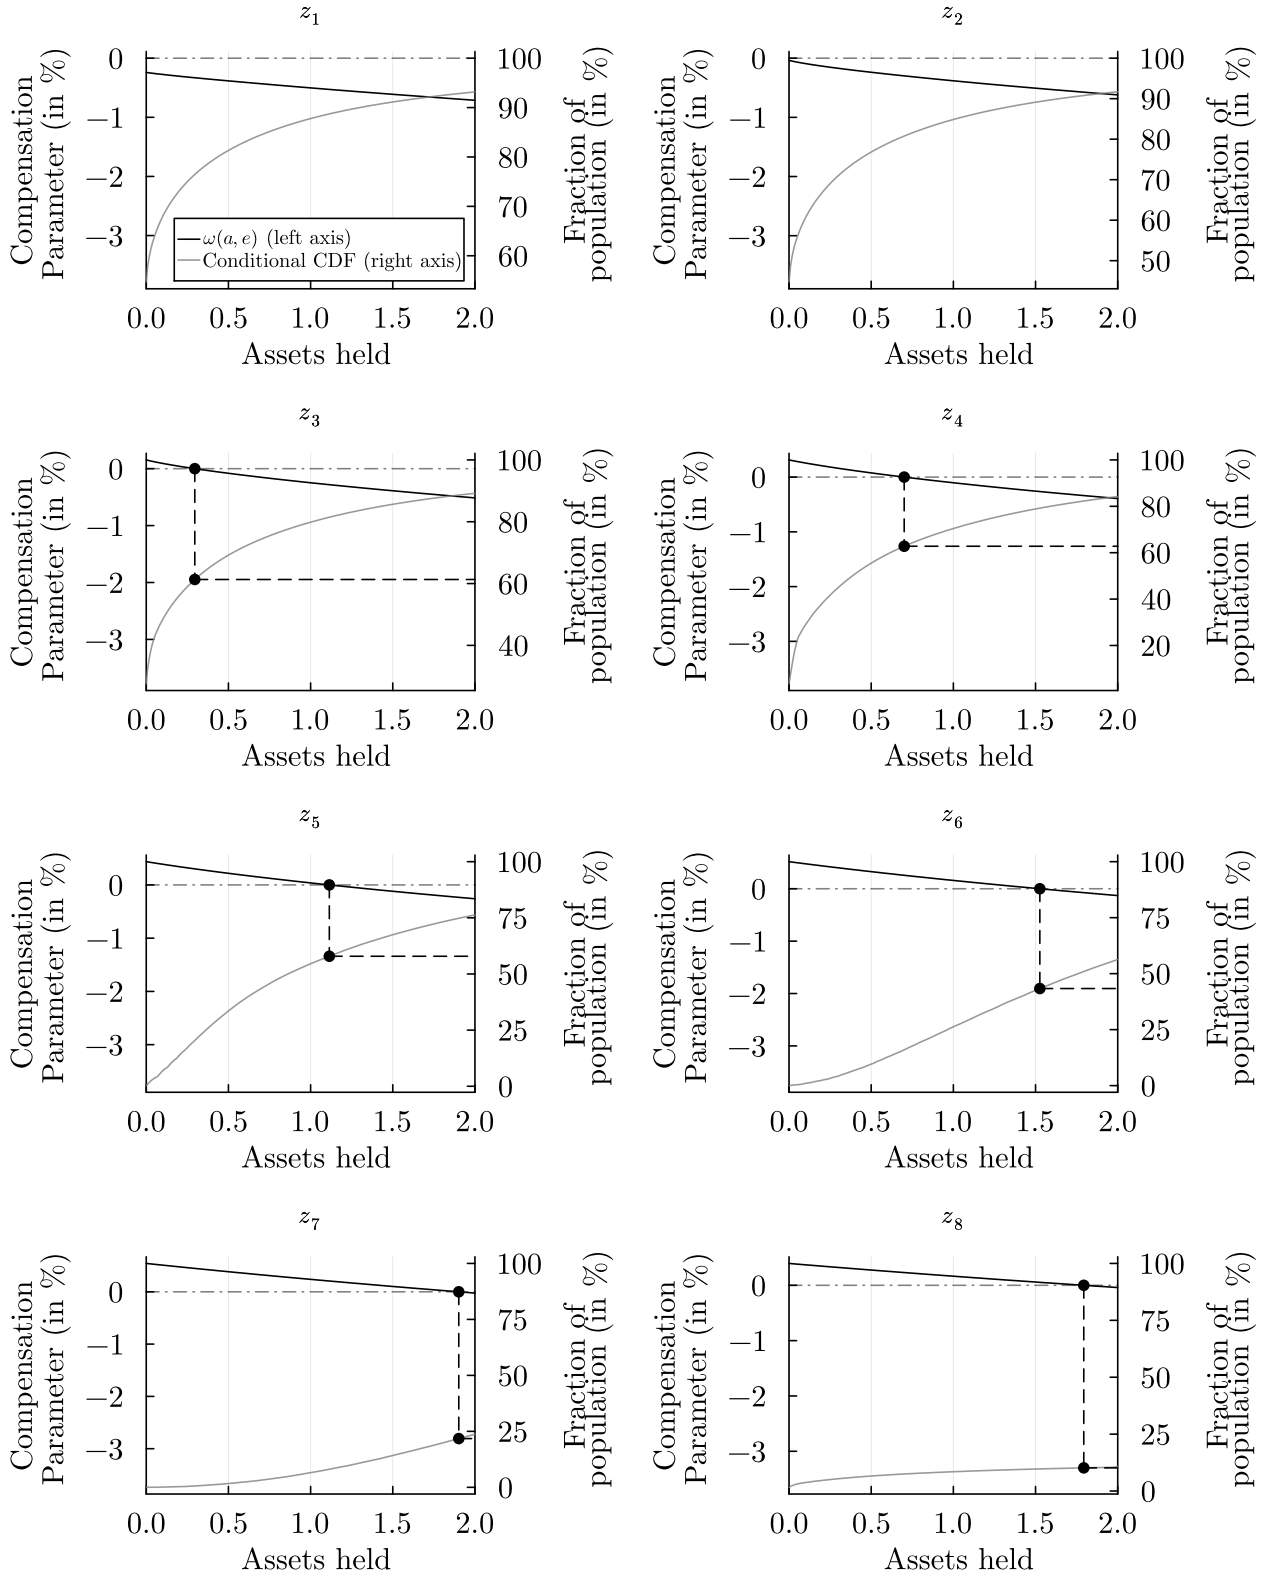 z₁
0
−1
−2
−3
100
90
80
70
60
Compensation
Parameter (in %)
Fraction of
population (in %)
ω(a, e) (left axis)
Conditional CDF (right axis)
0.0 0.5 1.0 1.5 2.0
Assets held
z₂
0
−1
−2
−3
100
90
80
70
60
50
Compensation
Parameter (in %)
Fraction of
population (in %)
0.0 0.5 1.0 1.5 2.0
Assets held
z₃
0
−1
−2
−3
100
80
60
40
Compensation
Parameter (in %)
Fraction of
population (in %)
0.0 0.5 1.0 1.5 2.0
Assets held
z₄
0
−1
−2
−3
100
80
60
40
20
Compensation
Parameter (in %)
Fraction of
population (in %)
0.0 0.5 1.0 1.5 2.0
Assets held
z₅
0
−1
−2
−3
100
75
50
25
0
Compensation
Parameter (in %)
Fraction of
population (in %)
0.0 0.5 1.0 1.5 2.0
Assets held
z₆
0
−1
−2
−3
100
75
50
25
0
Compensation
Parameter (in %)
Fraction of
population (in %)
0.0 0.5 1.0 1.5 2.0
Assets held
z₇
0
−1
−2
−3
100
75
50
25
0
Compensation
Parameter (in %)
Fraction of
population (in %)
0.0 0.5 1.0 1.5 2.0
Assets held
z₈
0
−1
−2
−3
100
75
50
25
0
Compensation
Parameter (in %)
Fraction of
population (in %)
0.0 0.5 1.0 1.5 2.0
Assets held